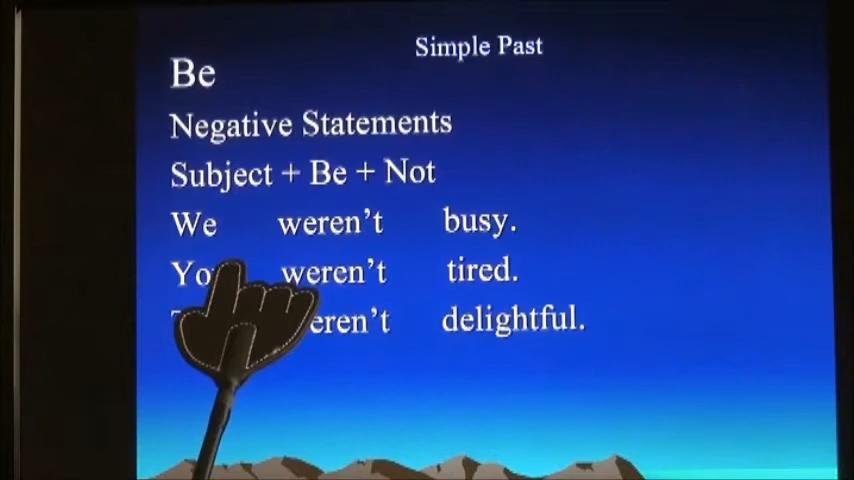 Simple Past
Be
Negative Statements
Subject + Be + Not
We weren't busy.
weren't tired.
delightful.